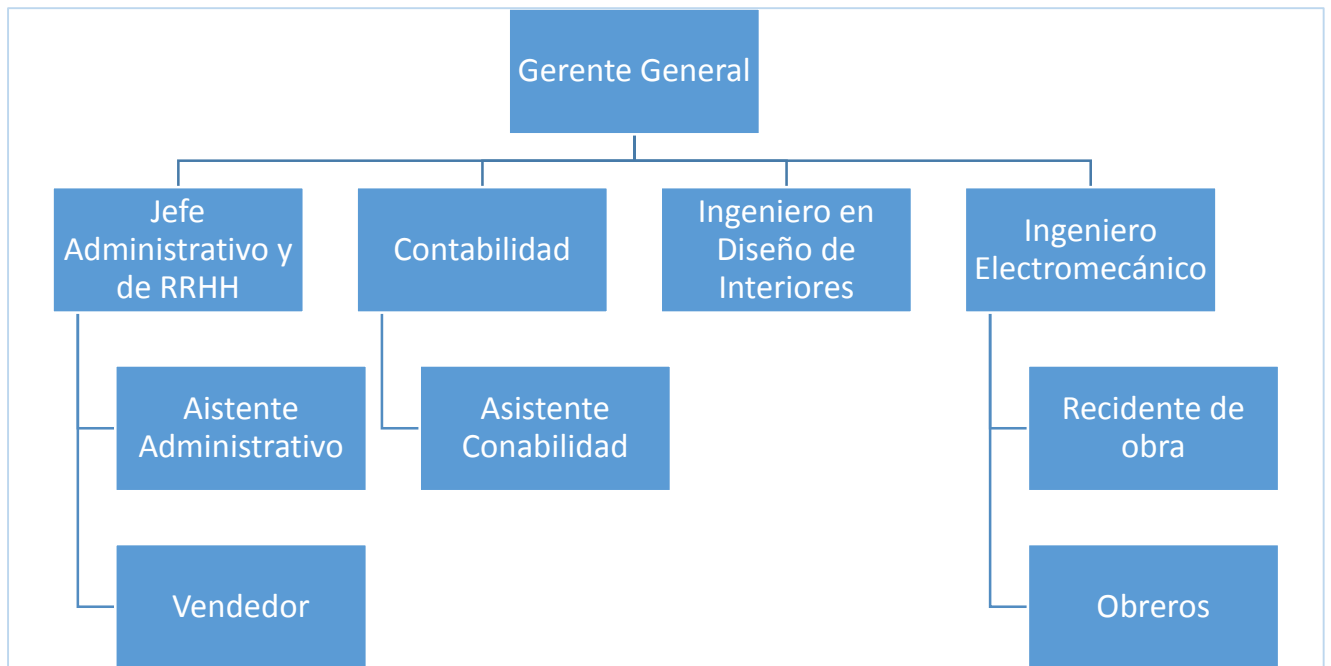 Gerente General
Jefe
Administrativo y
de RRHH
Contabilidad
Ingeniero en
Diseño de
Interiores
Ingeniero
Electromecánico
Aistente
Administrativo
Asistente
Conabilidad
Recidente de
obra
Vendedor
Obreros